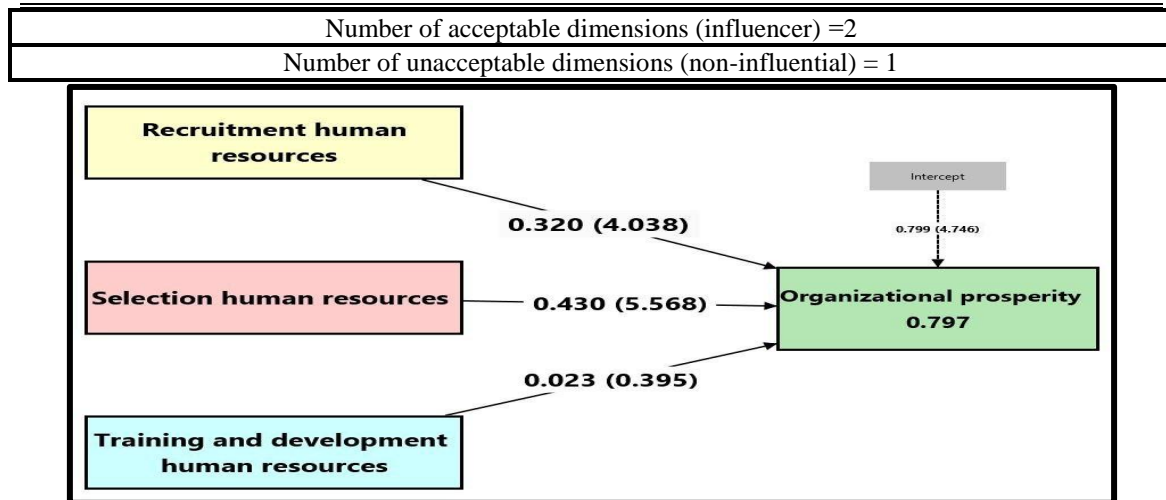 Number of acceptable dimensions (influencer) =2
Number of unacceptable dimensions (non-influential) = 1
Recruitment human
resources
Intercept
0.320 (4.038)
0.799 (4.746)
Selection human resources
0.430 (5.568)
Organizational prosperity
0.797
0.023 (0.395)
Training and development
human resources